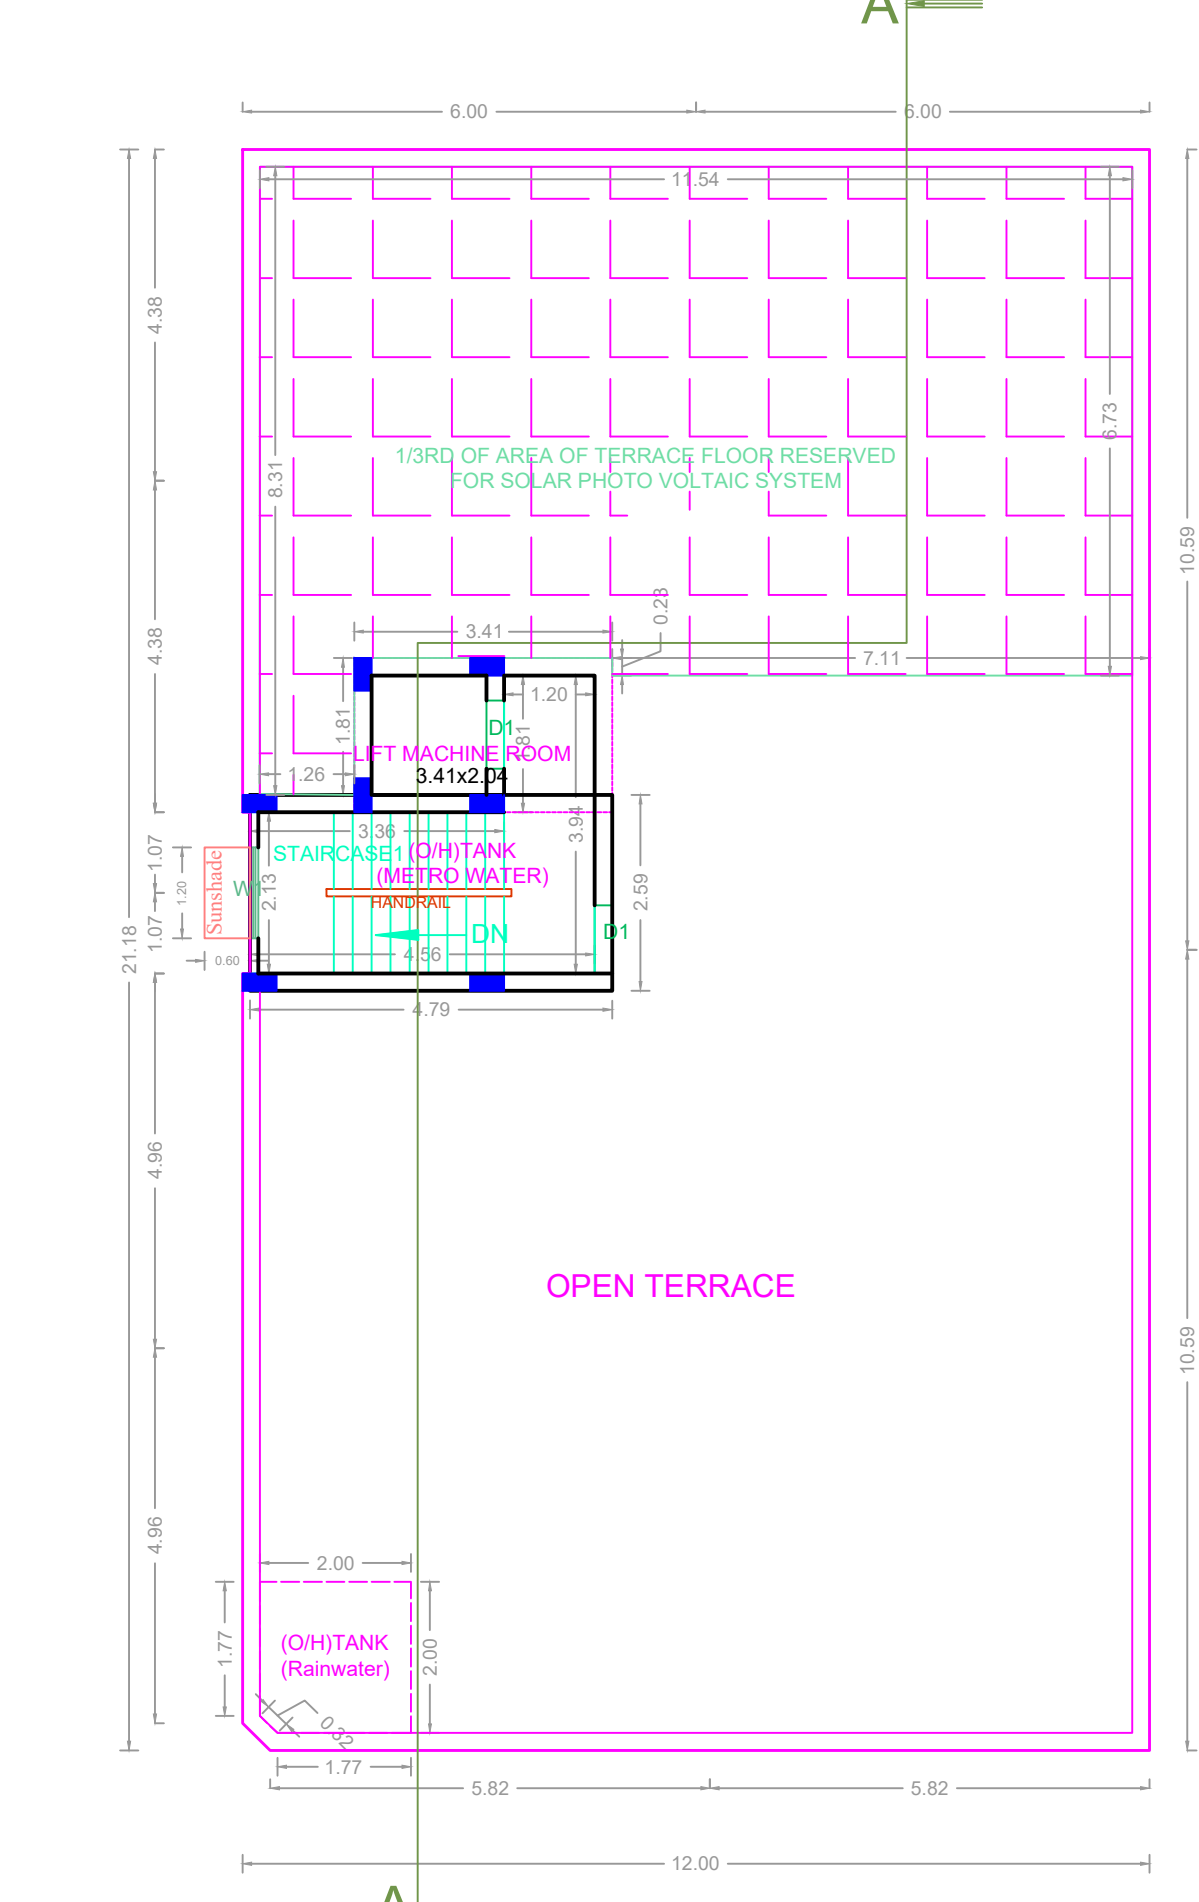 A
6.00
6.00
11.54
4.38
8.31
6.73
1/3RD OF AREA OF TERRACE FLOOR RESERVED
FOR SOLAR PHOTO VOLTAIC SYSTEM
10.59
0.23
3.41
4.38
7.11
1.20
1.81
D1
1.81
LIFT MACHINE ROOM
1.26
3.41x2.04
3.94
3.36
STAIRCASE1
(O/H)TANK
(METRO WATER)
1.07
1.20
Sunshade
W
2.13
HANDRAIL
2.59
1.07
DN
D1
21.18
0.60
4.56
4.79
4.96
OPEN TERRACE
10.59
4.96
2.00
1.77
(O/H)TANK
(Rainwater)
2.00
0.32
1.77
5.82
5.82
12.00
A